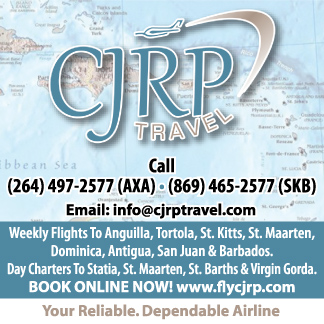 CJRP
TRAVEL
Call
(264) 497-2577 (AXA) • (869) 465-2577 (SKB)
Email: info@cjrptravel.com
Weekly Flights To Anguilla, Tortola, St. Kitts, St. Maarten,
Dominica, Antigua, San Juan & Barbados.
Day Charters To Statia, St. Maarten, St. Barths & Virgin Gorda.
BOOK ONLINE NOW! www.flycjrp.com
Your Reliable. Dependable Airline